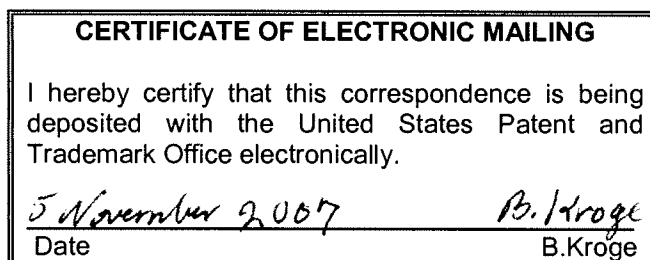 CERTIFICATE OF ELECTRONIC MAILING
I hereby certify that this correspondence is being
deposited with the United States Patent and
Trademark Office electronically.
5 November 2007 B. Kroge
Date B.Kroge